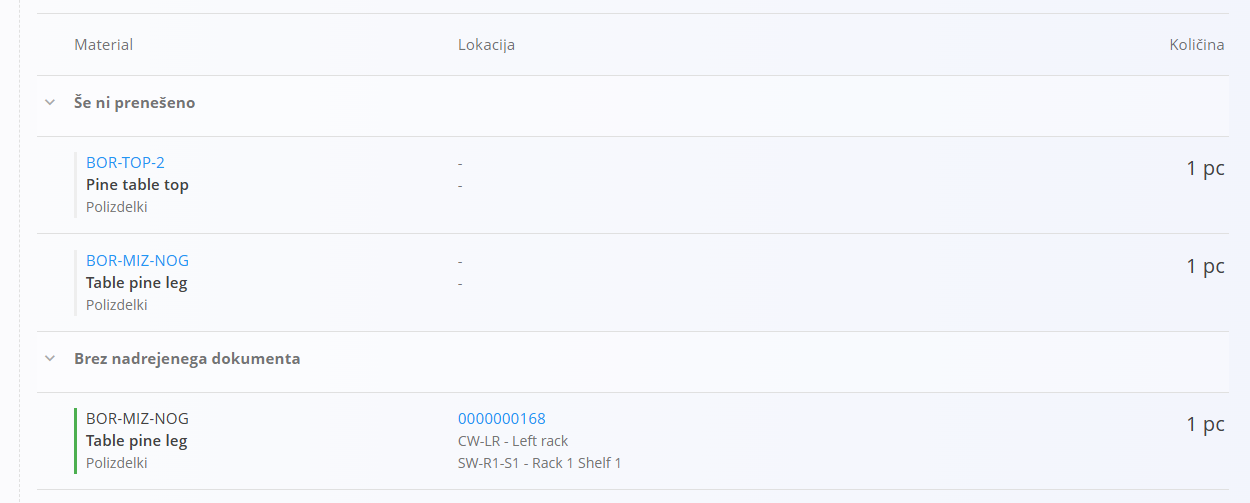 Material Lokacija Količina
Še ni prenešeno
BOR-TOP-2 - 1 pc
Pine table top -
Polizdelki
BOR-MIZ-NOG - 1 pc
Table pine leg -
Polizdelki
Brez nadrejenega dokumenta
BOR-MIZ-NOG 0000000168 1 pc
Table pine leg CW-LR - Left rack
Polizdelki SW-R1-S1 - Rack 1 Shelf 1